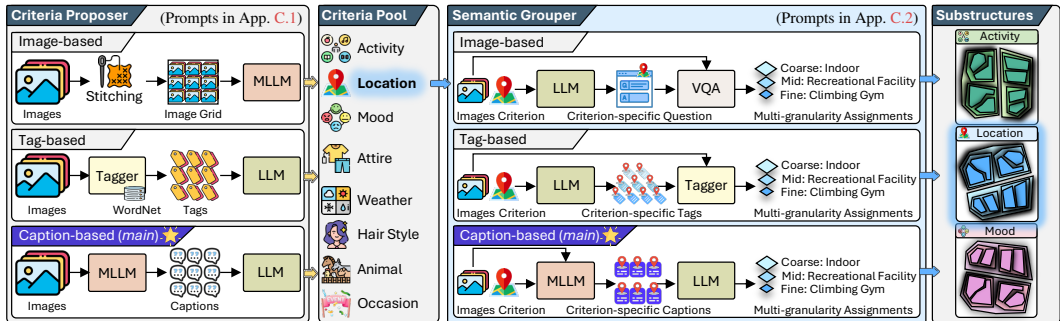 Criteria Proposer
(Prompts in App. C.1)
Image-based
Images
Stitching
Image Grid
MLLM
Tag-based
Images
Tagger
WordNet
Tags
LLM
Caption-based (main)
Images
MLLM
Captions
LLM
Criteria Pool
Activity
Location
Mood
Attire
Weather
Hair Style
Animal
Occasion
Semantic Grouper
(Prompts in App. C.2)
Image-based
Images Criterion
LLM
Criterion-specific Question
Q
A
VQA
Coarse: Indoor
Mid: Recreational Facility
Fine: Climbing Gym
Multi-granularity Assignments
Tag-based
Images Criterion
LLM
Criterion-specific Tags
Tagger
Coarse: Indoor
Mid: Recreational Facility
Fine: Climbing Gym
Multi-granularity Assignments
Caption-based (main)
Images Criterion
MLLM
Criterion-specific Captions
LLM
Coarse: Indoor
Mid: Recreational Facility
Fine: Climbing Gym
Multi-granularity Assignments
Substructures
Activity
Location
Mood